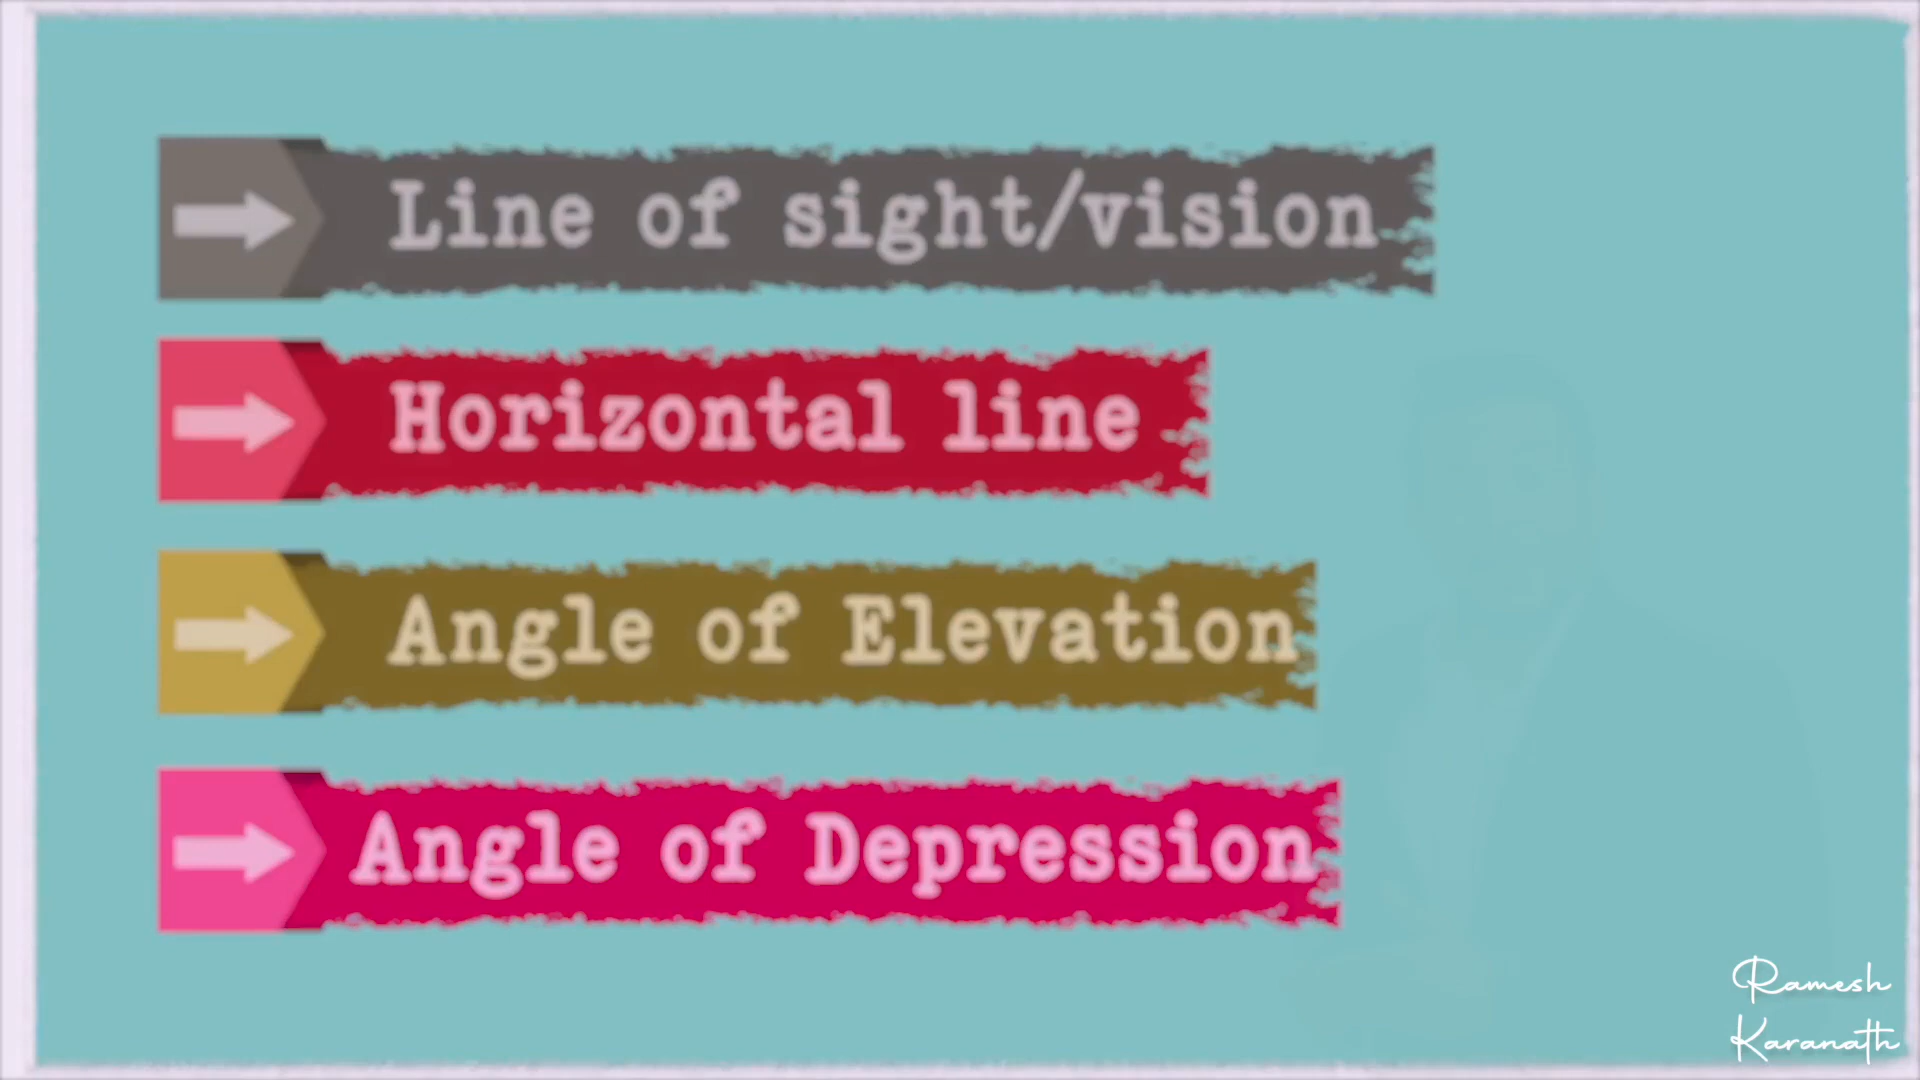 Line of sight/vision
Horizontal line
Angle of Elevation
Angle of Depression
Ramesh
Karanath